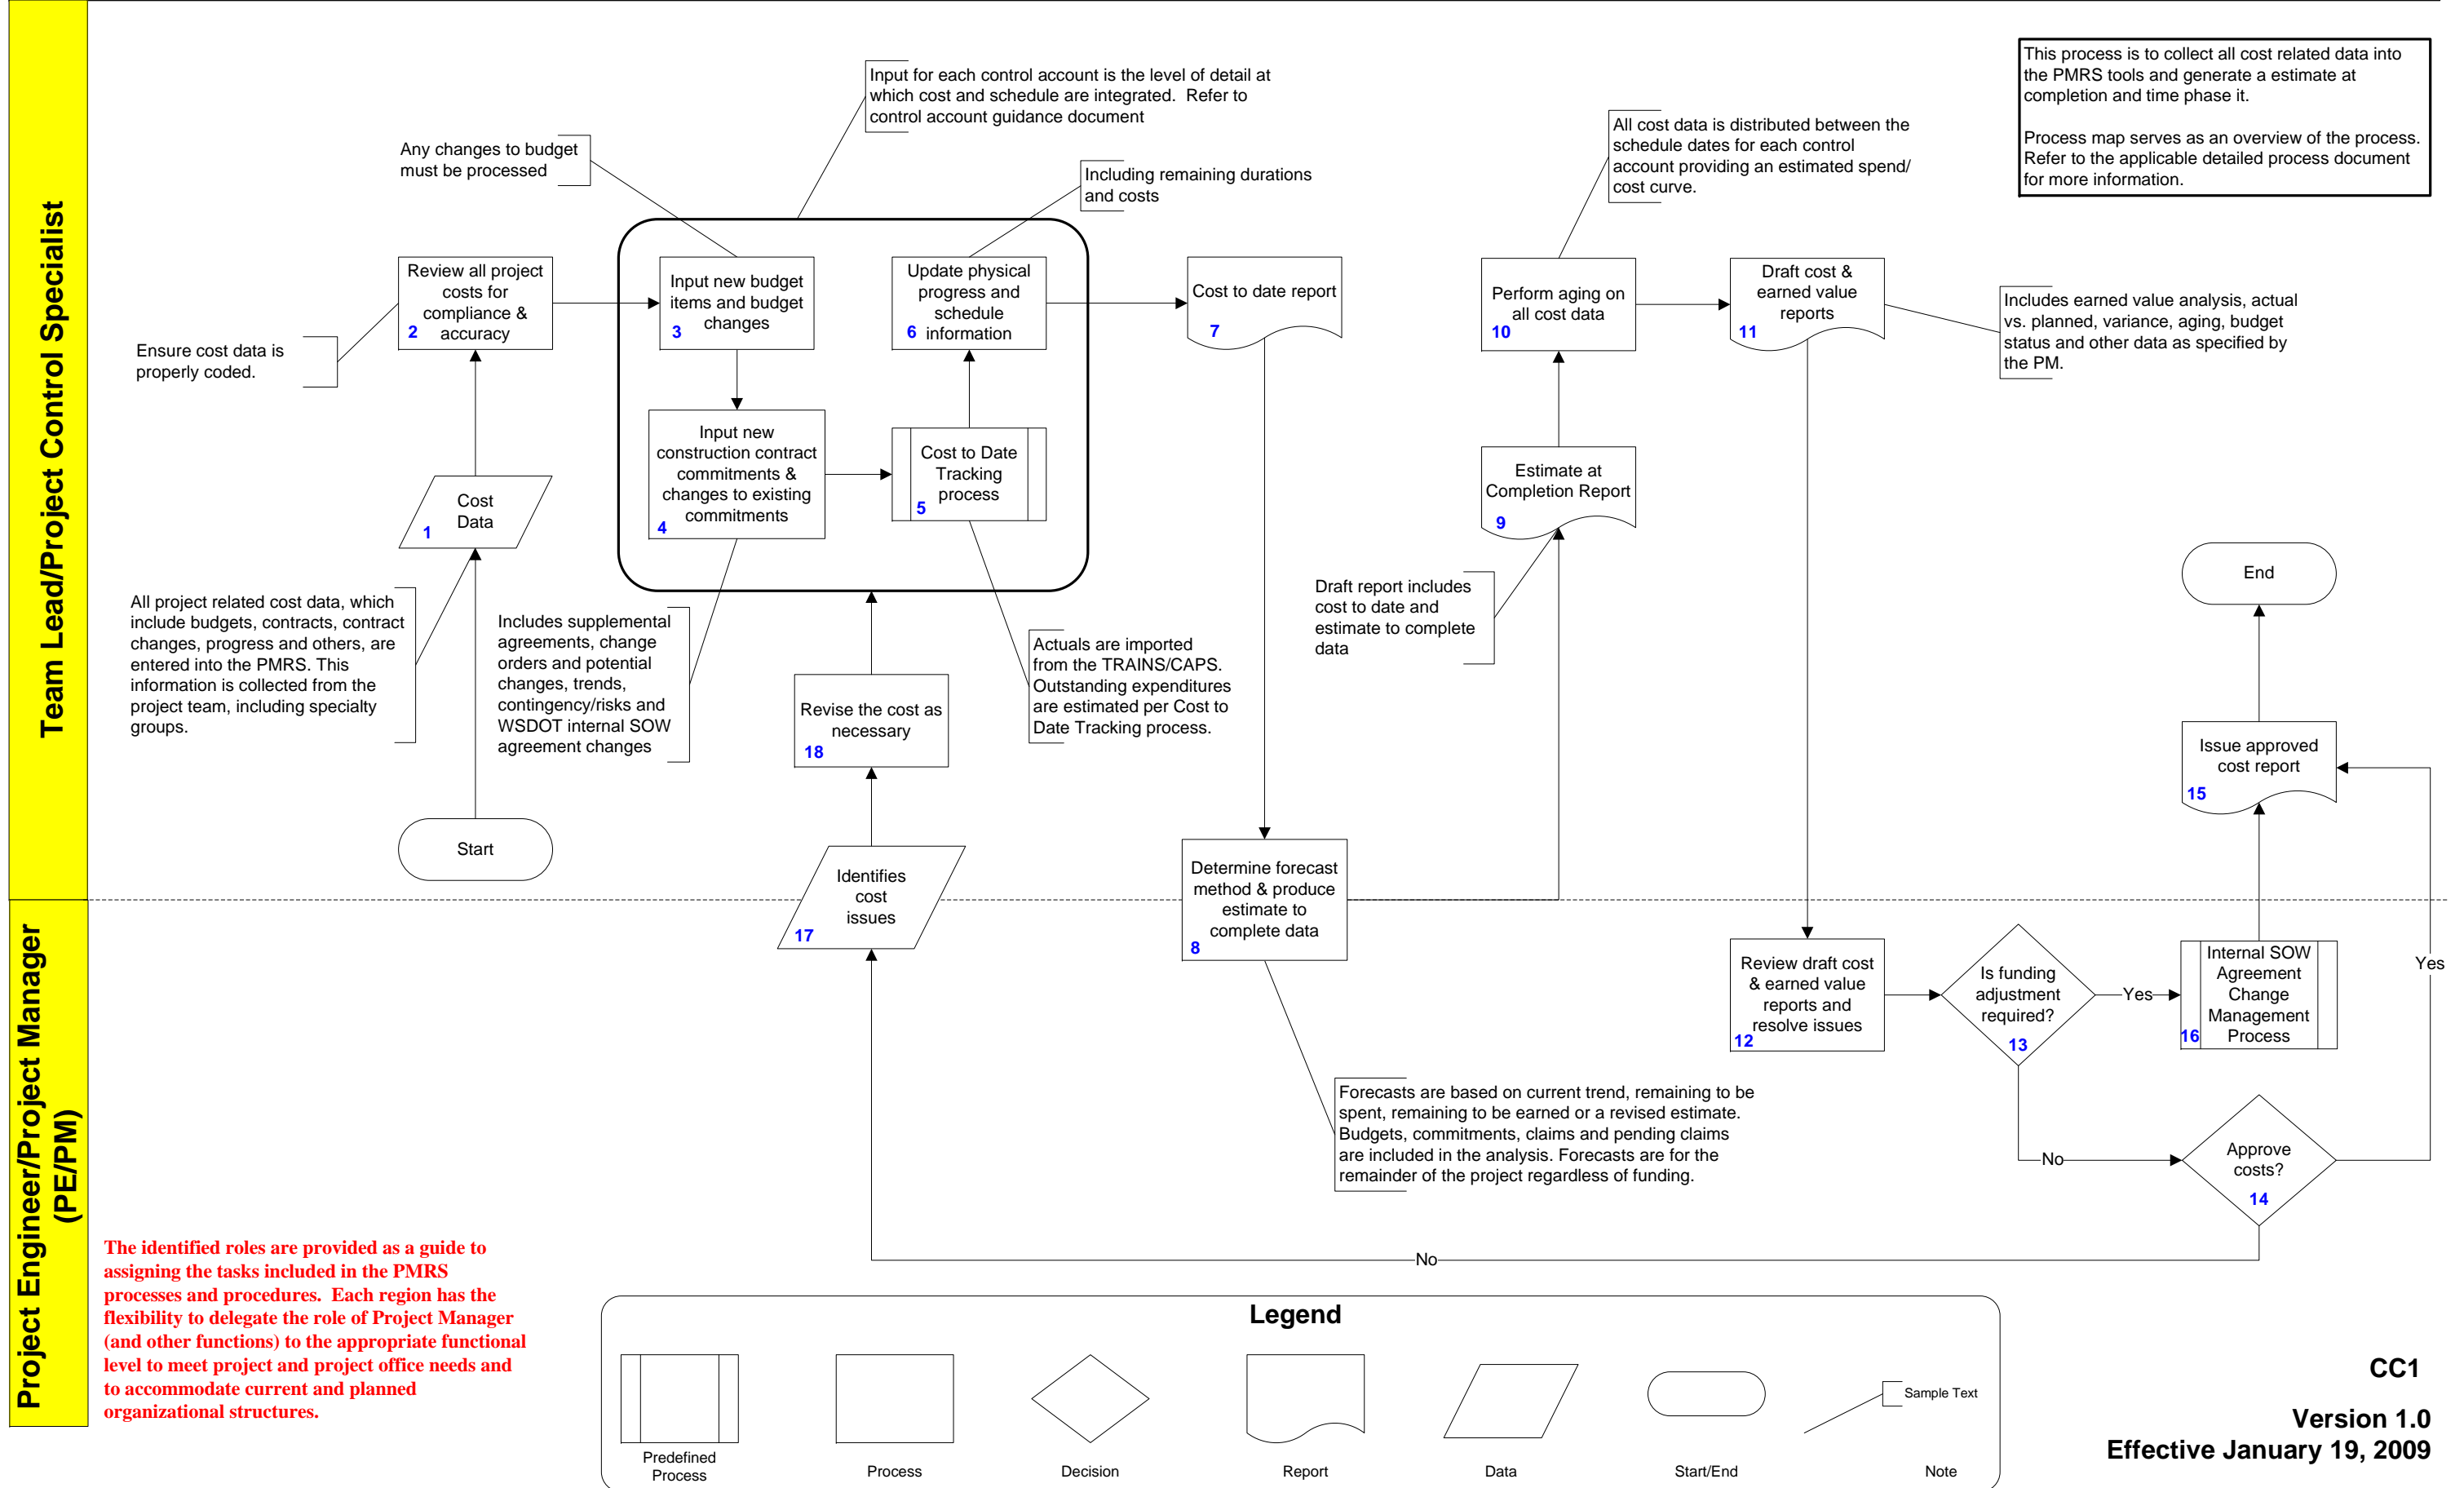 Team Lead/Project Control Specialist
Project Engineer/Project Manager
(PE/PM)
This process is to collect all cost related data into
the PMRS tools and generate a estimate at
completion and time phase it.
Process map serves as an overview of the process.
Refer to the applicable detailed process document
for more information.
Input for each control account is the level of detail at
which cost and schedule are integrated.  Refer to
control account guidance document
Any changes to budget
must be processed
Including remaining durations
and costs
All cost data is distributed between the
schedule dates for each control
account providing an estimated spend/
cost curve.
Review all project
costs for
compliance &
accuracy
2
Input new budget
items and budget
changes
3
Update physical
progress and
schedule
information
6
Cost to date report
7
Perform aging on
all cost data
10
Draft cost &
earned value
reports
11
Includes earned value analysis, actual
vs. planned, variance, aging, budget
status and other data as specified by
the PM.
Ensure cost data is
properly coded.
Cost
Data
1
Input new
construction contract
commitments &
changes to existing
commitments
4
Cost to Date
Tracking
process
5
Estimate at
Completion Report
9
End
All project related cost data, which
include budgets, contracts, contract
changes, progress and others, are
entered into the PMRS. This
information is collected from the
project team, including specialty
groups.
Includes supplemental
agreements, change
orders and potential
changes, trends,
contingency/risks and
WSDOT internal SOW
agreement changes
Actuals are imported
from the TRAINS/CAPS.
Outstanding expenditures
are estimated per Cost to
Date Tracking process.
Draft report includes
cost to date and
estimate to complete
data
Revise the cost as
necessary
18
Issue approved
cost report
15
Start
Identifies
cost
issues
17
Determine forecast
method & produce
estimate to
complete data
8
Review draft cost
& earned value
reports and
resolve issues
12
Is funding
adjustment
required?
13
Yes
Internal SOW
Agreement
Change
Management
Process
16
Yes
Forecasts are based on current trend, remaining to be
spent, remaining to be earned or a revised estimate.
Budgets, commitments, claims and pending claims
are included in the analysis. Forecasts are for the
remainder of the project regardless of funding.
No
Approve
costs?
14
No
The identified roles are provided as a guide to
assigning the tasks included in the PMRS
processes and procedures.  Each region has the
flexibility to delegate the role of Project Manager
(and other functions) to the appropriate functional
level to meet project and project office needs and
to accommodate current and planned
organizational structures.
Legend
Sample Text
Predefined
Process
Process
Decision
Report
Data
Start/End
Note
CC1
Version 1.0
Effective January 19, 2009